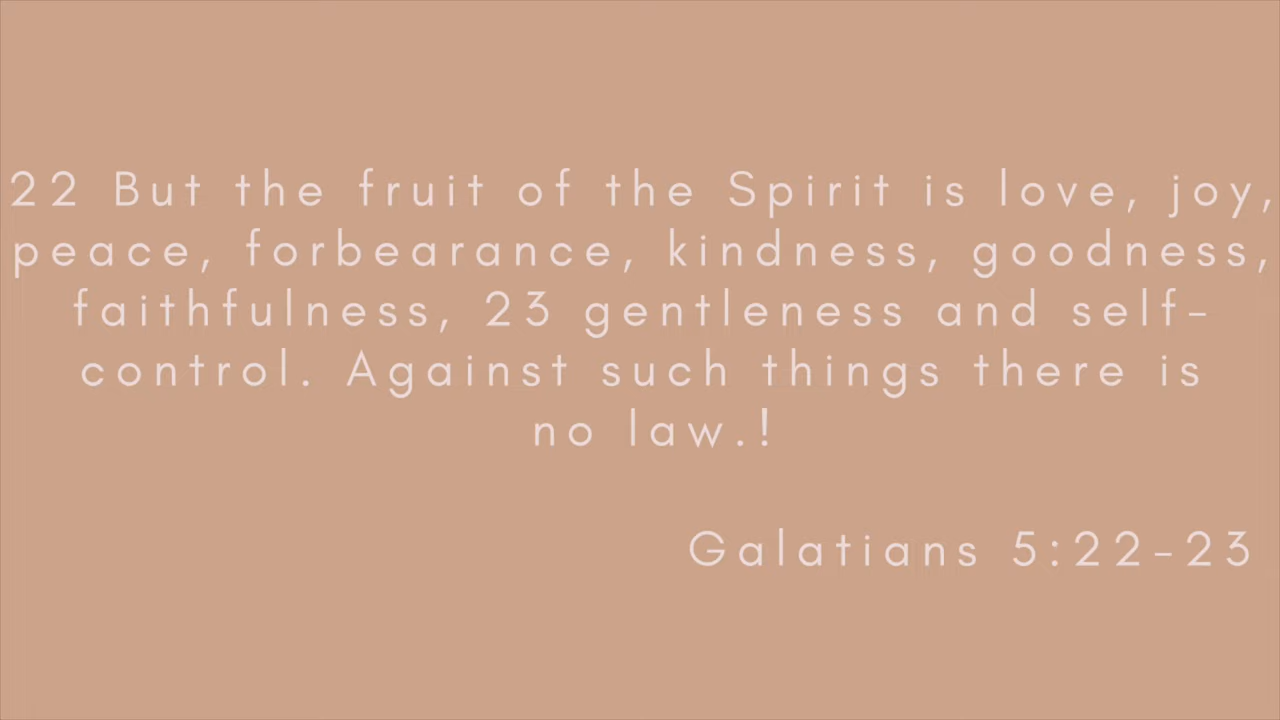 22 But the fruit of the Spirit is love, joy,
peace, forbearance, kindness, goodness,
faithfulness, 23 gentleness and self-
control. Against such things there is
no law.!
Galatians 5:22-23